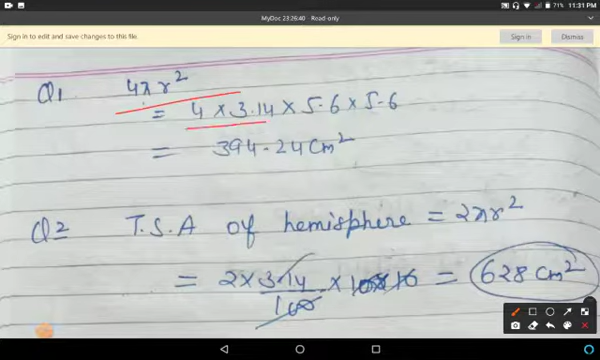 11:31 PM
71%
MyDoc 23:26:40 - Read-only
Sign in to edit and save changes to this file.
Sign in
Dismiss
Q1 4πr²
= 4 × 3.14 × 5.6 × 5.6
= 394.24 Cm²
Q2 T.S.A of hemisphere = 2πr²
= 2 × 3.14/100 × = 628 cm²